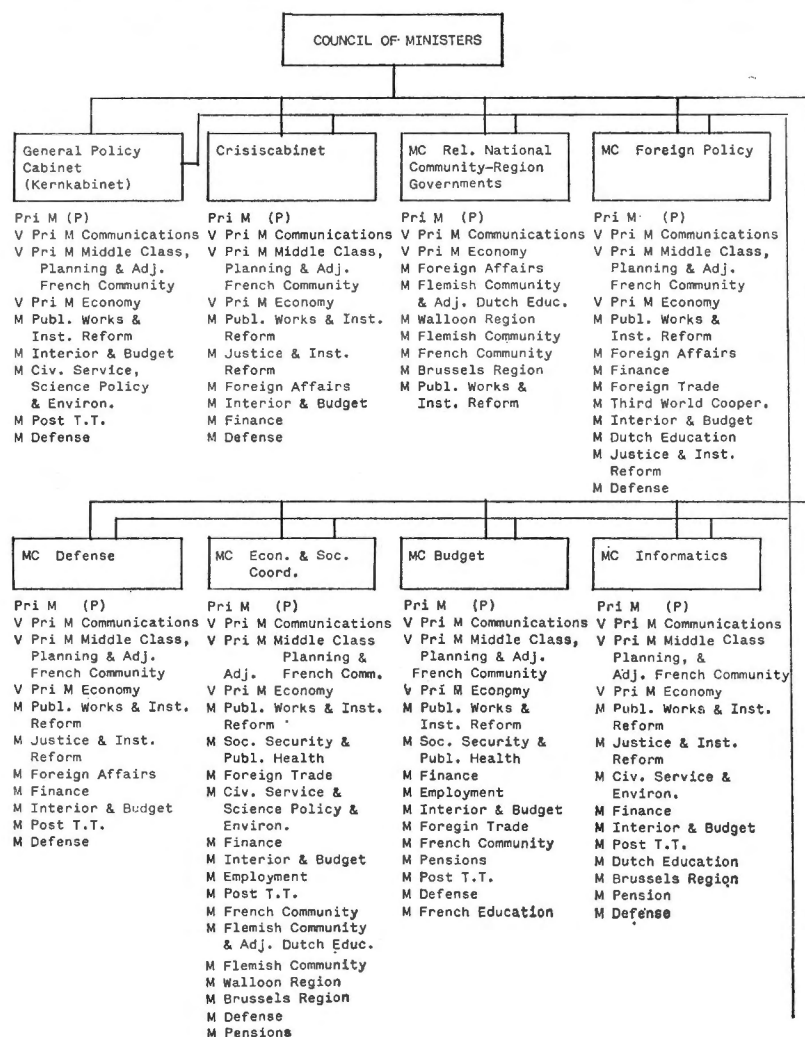 COUNCIL OF MINISTERS
General Policy
Cabinet
(Kernkabinet)
Pri M (P)
V Pri M Communications
V Pri M Middle Class,
Planning & Adj.
French Community
V Pri M Economy
M Publ. Works &
Inst. Reform
M Interior & Budget
M Civ. Service,
Science Policy
& Environ.
M Post T.T.
M Defense
Crisiscabinet
Pri M (P)
V Pri M Communications
V Pri M Middle Class,
Planning & Adj.
French Community
V Pri M Economy
M Publ. Works & Inst.
Reform
M Justice & Inst.
Reform
M Foreign Affairs
M Interior & Budget
M Finance
M Defense
MC Rel. National
Community-Region
Governments
Pri M (P)
V Pri M Communications
V Pri M Economy
M Foreign Affairs
M Flemish Community
& Adj. Dutch Educ.
M Walloon Region
M Flemish Community
M French Community
M Brussels Region
M Publ. Works &
Inst. Reform
MC Foreign Policy
Pri M (P)
V Pri M Communications
V Pri M Middle Class,
Planning & Adj.
French Community
V Pri M Economy
M Publ. Works &
Inst. Reform
M Foreign Affairs
M Finance
M Foreign Trade
M Third World Cooper.
M Interior & Budget
M Dutch Education
M Justice & Inst.
Reform
M Defense
MC Defense
Pri M (P)
V Pri M Communications
V Pri M Middle Class,
Planning & Adj.
French Community
V Pri M Economy
M Publ. Works & Inst.
Reform
M Justice & Inst.
Reform
M Foreign Affairs
M Finance
M Interior & Budget
M Post T.T.
M Defense
MC Econ. & Soc.
Coord.
Pri M (P)
V Pri M Communications
V Pri M Middle Class
Planning &
Adj. French Comm.
V Pri M Economy
M Publ. Works & Inst.
Reform
M Soc. Security &
Publ. Health
M Foreign Trade
M Civ. Service &
Science Policy &
Environ.
M Finance
M Interior & Budget
M Employment
M Post T.T.
M French Community
M Flemish Community
& Adj. Dutch Educ.
M Flemish Community
M Walloon Region
M Brussels Region
M Defense
M Pensions
MC Budget
Pri M (P)
V Pri M Communications
V Pri M Middle Class,
Planning & Adj.
French Community
V Pri M Economy
M Publ. Works &
Inst. Reform
M Soc. Security &
Publ. Health
M Finance
M Employment
M Interior & Budget
M Foregin Trade
M French Community
M Pensions
M Post T.T.
M Defense
M French Education
MC Informatics
Pri M (P)
V Pri M Communications
V Pri M Middle Class
Planning, &
Adj. French Community
V Pri M Economy
M Publ. Works & Inst.
Reform
M Justice & Inst.
Reform
M Civ. Service &
Environ.
M Finance
M Interior & Budget
M Post T.T.
M Dutch Education
M Brussels Region
M Pension
M Defense